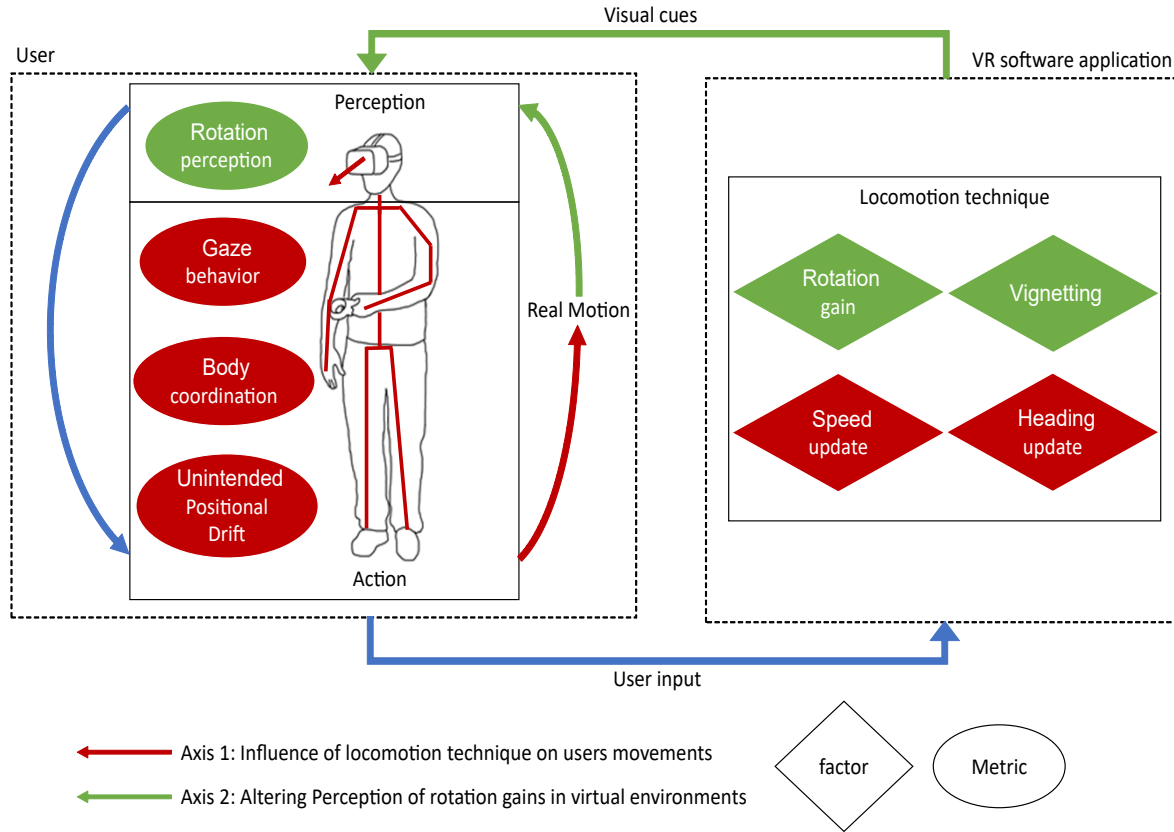 Visual cues
User
VR software application
Perception
Rotation
perception
Locomotion technique
Gaze
behavior
Rotation
gain
Vignetting
Real Motion
Body
coordination
Speed
update
Heading
update
Unintended
Positional
Drift
Action
User input
Axis 1: Influence of locomotion technique on users movements
factor
Metric
Axis 2: Altering Perception of rotation gains in virtual environments